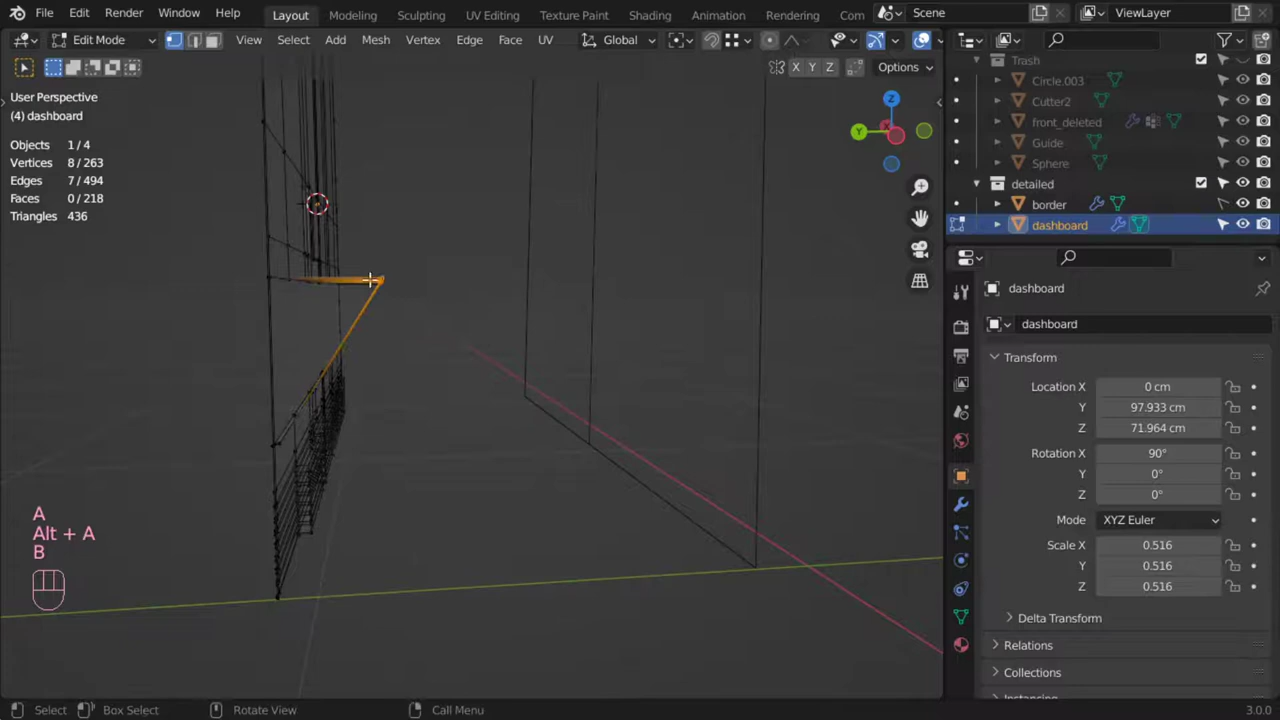 File Edit Render Window Help Layout Modeling Sculpting UV Editing Texture Paint Shading Animation Rendering Com Scene ViewLayer
Edit Mode View Select Add Mesh Vertex Edge Face UV Global
X Y Z Options
User Perspective
(4) dashboard
Objects 1 / 4
Vertices 8 / 263
Edges 7 / 494
Faces 0 / 218
Triangles 436
Z
Y
A
Alt + A
B
Trash
Circle.003
Cutter2
front_deleted
Guide
Sphere
detailed
border
dashboard
dashboard
dashboard
Transform
Location X 0 cm
Y 97.933 cm
Z 71.964 cm
Rotation X 90°
Y 0°
Z 0°
Mode XYZ Euler
Scale X 0.516
Y 0.516
Z 0.516
Delta Transform
Relations
Collections
Select Box Select Rotate View Call Menu 3.0.0